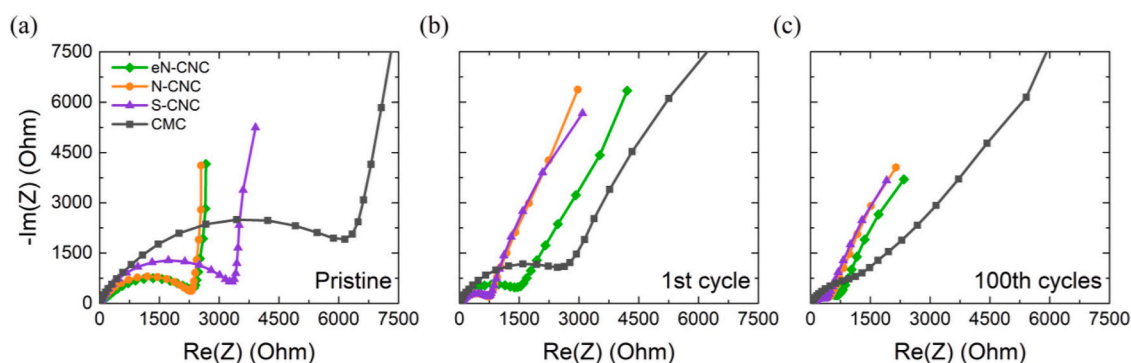 (a)
7500
6000
4500
3000
1500
0
-Im(Z) (Ohm)
eN-CNC
N-CNC
S-CNC
CMC
Pristine
0 1500 3000 4500 6000 7500
Re(Z) (Ohm)
(b)
1st cycle
0 1500 3000 4500 6000 7500
Re(Z) (Ohm)
(c)
100th cycles
0 1500 3000 4500 6000 7500
Re(Z) (Ohm)